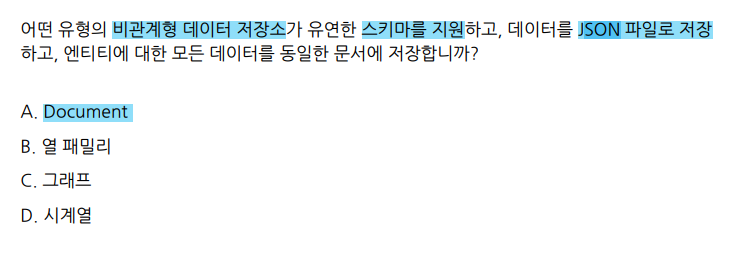 어떤 유형의 비관계형 데이터 저장소가 유연한 스키마를 지원하고, 데이터를 JSON 파일로 저장
하고, 엔티티에 대한 모든 데이터를 동일한 문서에 저장합니까?
A. Document
B. 열 패밀리
C. 그래프
D. 시계열